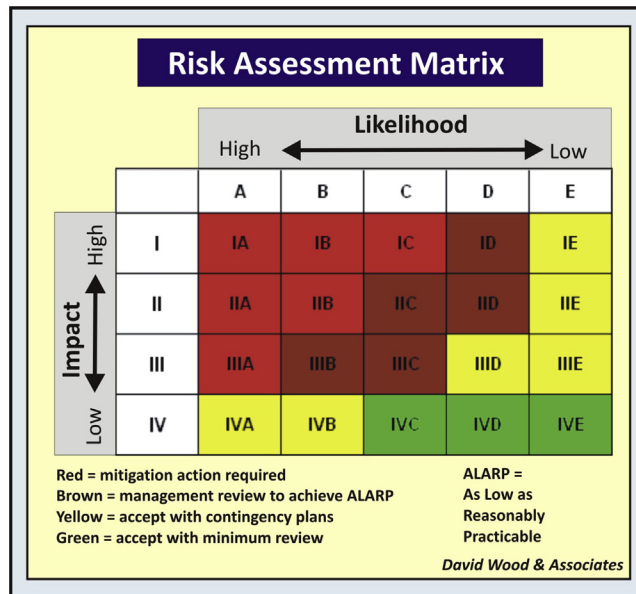 Risk Assessment Matrix
Likelihood
High Low
A B C D E
High
Impact
Low
I IA IB IC ID IE
II IIA IIB IIC IID IIE
III IIIA IIIB IIIC IIID IIIE
IV IVA IVB IVC IVD IVE
Red = mitigation action required
Brown = management review to achieve ALARP
Yellow = accept with contingency plans
Green = accept with minimum review
ALARP =
As Low as
Reasonably
Practicable
David Wood & Associates